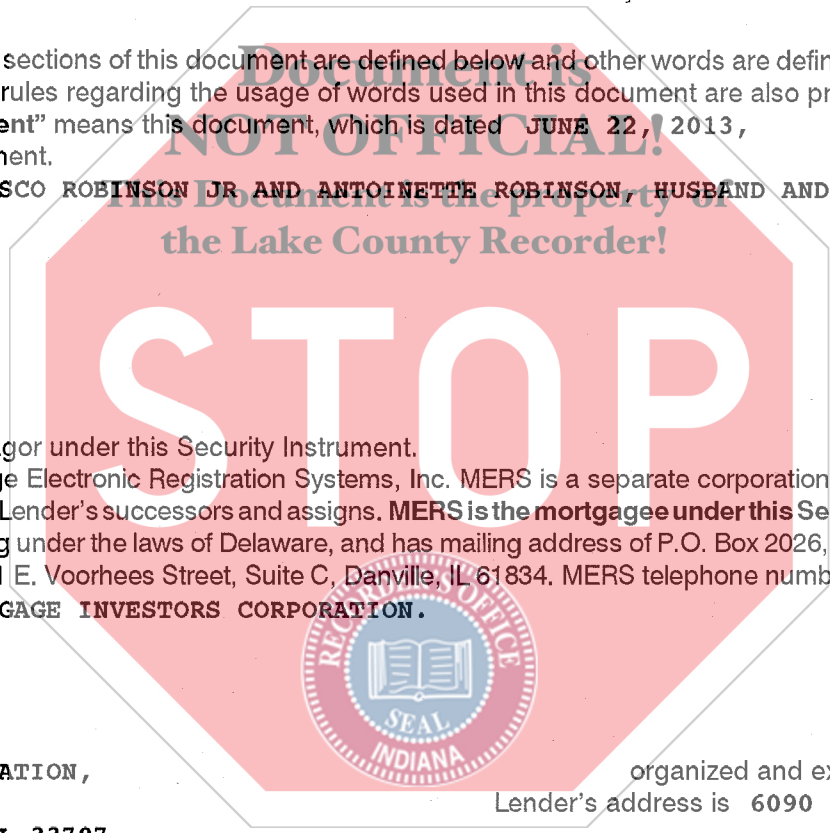 sections of this document are defined below and other words are defin
rules regarding the usage of words used in this document are also pr
ent” means this document, which is dated JUNE 22, 2013,
nent.
SCO ROBINSON JR AND ANTOINETTE ROBINSON, HUSBAND AND
Document is
NOT OFFICIAL!
This Document is the property of
the Lake County Recorder!
STOP
gor under this Security Instrument.
ge Electronic Registration Systems, Inc. MERS is a separate corporation
Lender's successors and assigns. MERS is the mortgagee under this Se
g under the laws of Delaware, and has mailing address of P.O. Box 2026,
E. Voorhees Street, Suite C, Danville, IL 61834. MERS telephone numb
GAGE INVESTORS CORPORATION.
RECORDER'S OFFICE
SEAL
INDIANA
ATION, organized and ex
Lender's address is 6090
33707